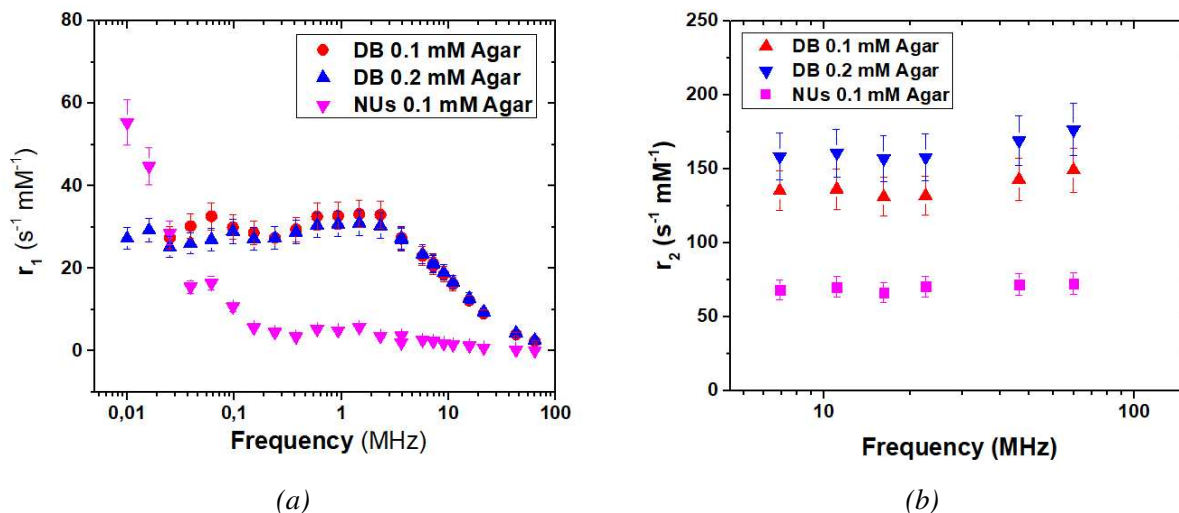 (a)
80
60
40
20
0
r1 (s-1 mM-1)
DB 0.1 mM Agar
DB 0.2 mM Agar
NUs 0.1 mM Agar
0,01 0,1 1 10 100
Frequency (MHz)
(b)
250
200
150
100
50
0
r2 (s-1 mM-1)
DB 0.1 mM Agar
DB 0.2 mM Agar
NUs 0.1 mM Agar
10 100
Frequency (MHz)
(a)
(b)